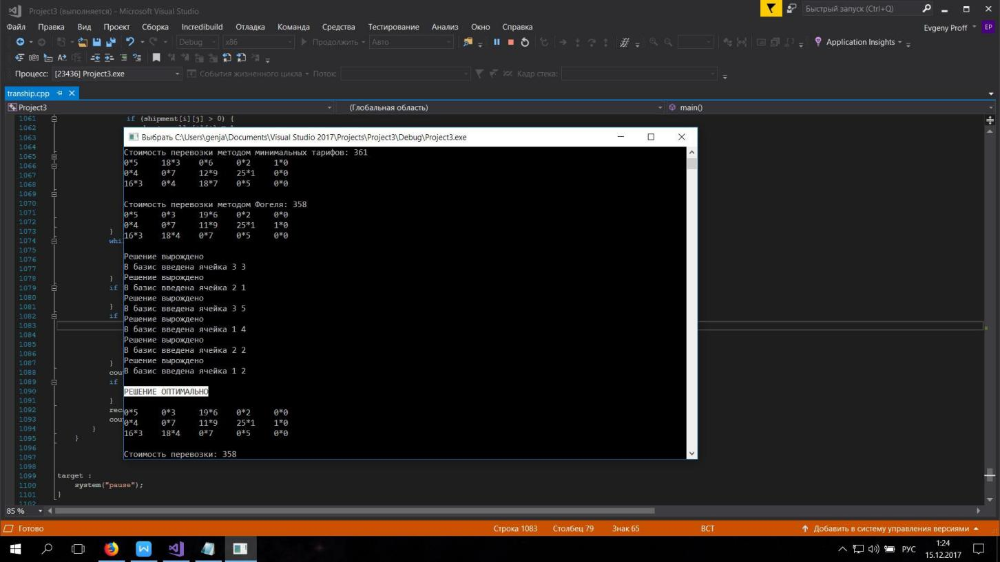 Project3 (выполняется) - Microsoft Visual Studio
Быстрый запуск (Ctrl+Q)
Файл Правка Вид Проект Сборка Incredibuild Отладка Команда Средства Тестирование Анализ Окно Справка
Evgeny Proff EP
Debug x86 Продолжить Авто Application Insights
Процесс: [23436] Project3.exe События жизненного цикла Поток: Кадр стека:
tranship.cpp
Project3 (Глобальная область) main()
1061 if (shipment[i][j] > 0) {
1062
1063
1064
1065
1066
1067
1068
1069
1070
1071
1072
1073 }
1074 whi
1075
1076
1077
1078 }
1079 if
1080
1081 }
1082 if
1083
1084
1085
1086
1087 }
1088 cou
1089 if
1090
1091 }
1092 rec
1093 cou
1094 }
1095 }
1096
1097
1098
1099 target :
1100 system("pause");
1101 }
1102
Выбрать C:\Users\genja\Documents\Visual Studio 2017\Projects\Project3\Debug\Project3.exe
Стоимость перевозки методом минимальных тарифов: 361
0*5 18*3 0*6 0*2 1*0
0*4 0*7 12*9 25*1 0*0
16*3 0*4 18*7 0*5 0*0
Стоимость перевозки методом Фогеля: 358
0*5 0*3 19*6 0*2 0*0
0*4 0*7 11*9 25*1 1*0
16*3 18*4 0*7 0*5 0*0
Решение вырождено
В базис введена ячейка 3 3
Решение вырождено
В базис введена ячейка 2 1
Решение вырождено
В базис введена ячейка 3 5
Решение вырождено
В базис введена ячейка 1 4
Решение вырождено
В базис введена ячейка 2 2
Решение вырождено
В базис введена ячейка 1 2
РЕШЕНИЕ ОПТИМАЛЬНО
0*5 0*3 19*6 0*2 0*0
0*4 0*7 11*9 25*1 1*0
16*3 18*4 0*7 0*5 0*0
Стоимость перевозки: 358
85 %
Готово Строка 1083 Столбец 79 Знак 65 ВСТ Добавить в систему управления версиями
РУС 1:24
15.12.2017